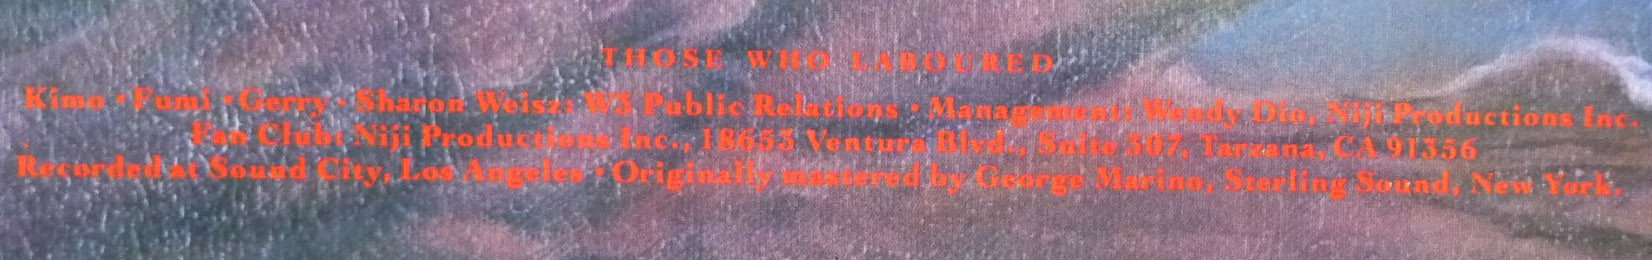 THOSE WHO LABOURED
Kimo • Fumi • Gerry • Sharon Weisz: W3 Public Relations • Management: Wendy Dio, Niji Productions Inc.
Fan Club: Niji Productions Inc., 18653 Ventura Blvd., Suite 307, Tarzana, CA 91356
Recorded at Sound City, Los Angeles • Originally mastered by George Marino, Sterling Sound, New York.